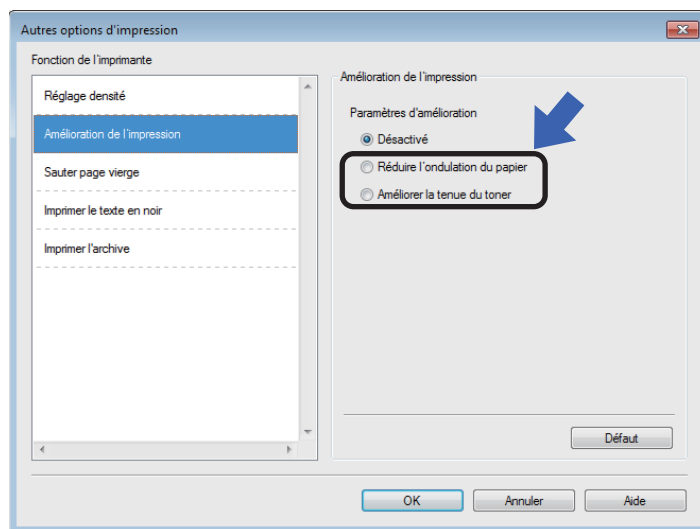 Autres options d'impression
Fonction de l'imprimante
Réglage densité
Amélioration de l'impression
Sauter page vierge
Imprimer le texte en noir
Imprimer l'archive
Amélioration de l'impression
Paramètres d'amélioration
Désactivé
Réduire l'ondulation du papier
Améliorer la tenue du toner
Défaut
OK
Annuler
Aide